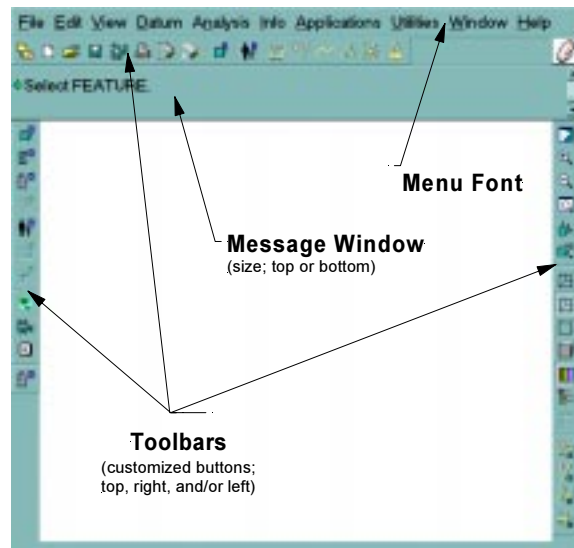 File Edit View Datum Analysis Info Applications Utilities Window Help
Select FEATURE.
Menu Font
Message Window
(size; top or bottom)
Toolbars
(customized buttons;
top, right, and/or left)